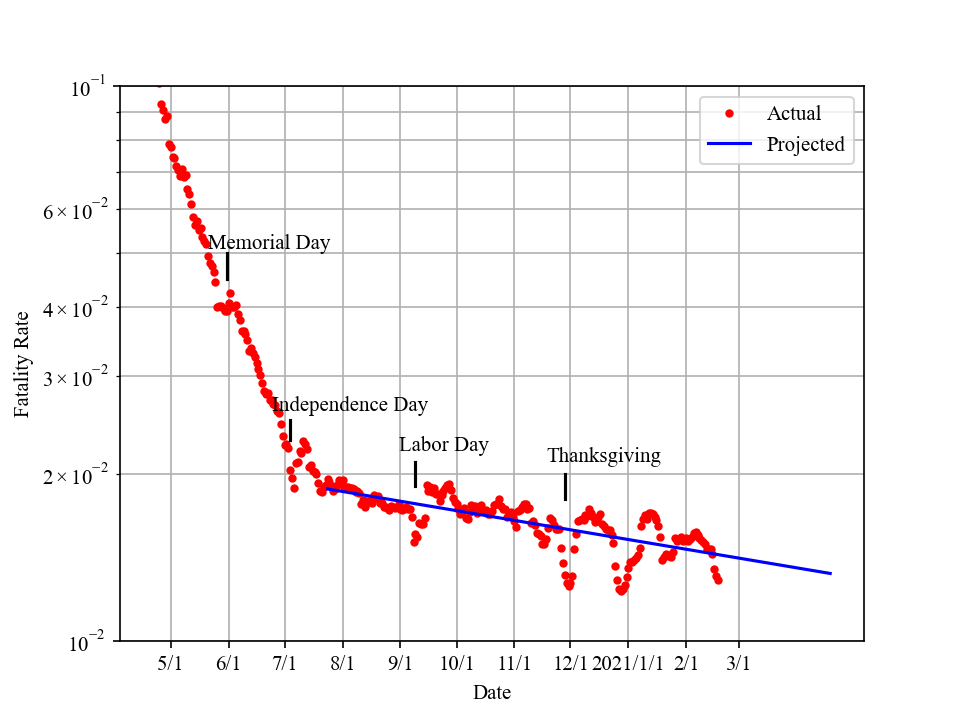 10⁻¹
6 × 10⁻²
4 × 10⁻²
3 × 10⁻²
2 × 10⁻²
10⁻²
Fatality Rate
Actual
Projected
Memorial Day
Independence Day
Labor Day
Thanksgiving
5/1 6/1 7/1 8/1 9/1 10/1 11/1 12/1 2021/1/1 2/1 3/1
Date